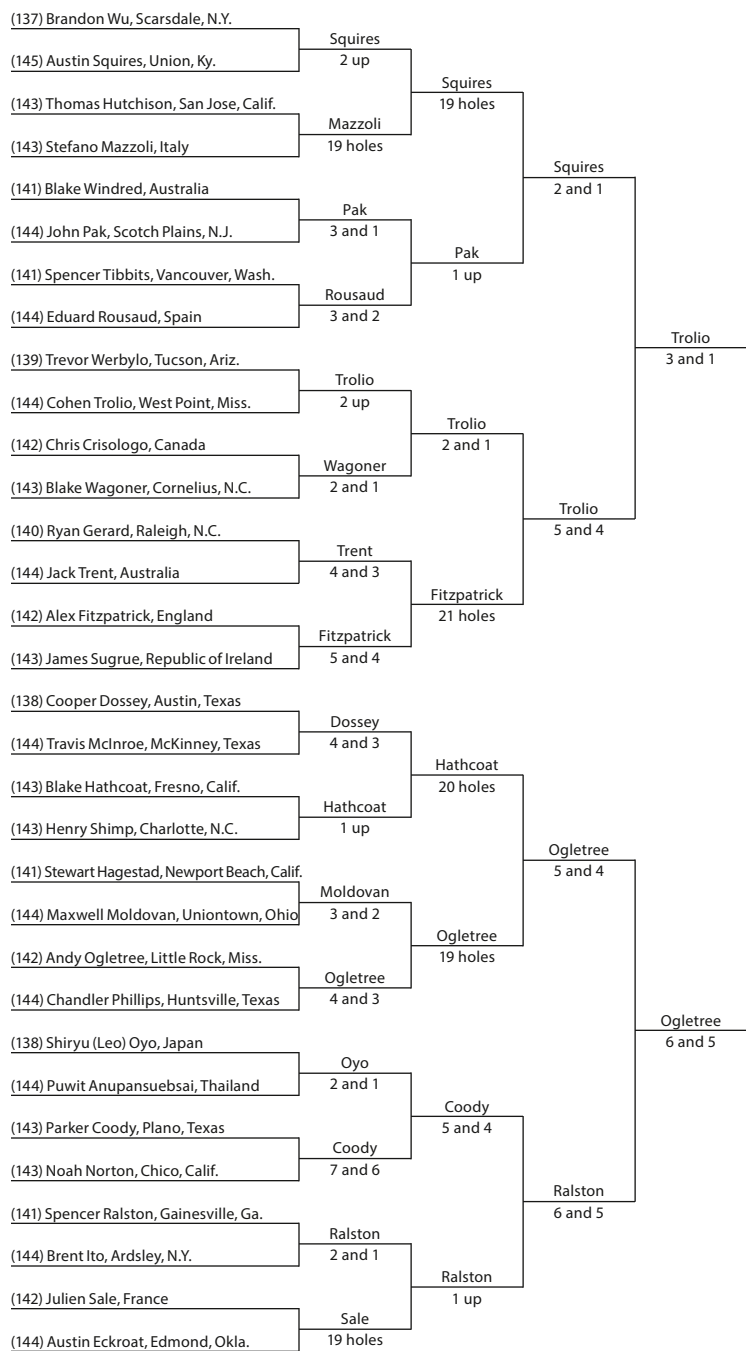 (137) Brandon Wu, Scarsdale, N.Y.
(145) Austin Squires, Union, Ky.
(143) Thomas Hutchison, San Jose, Calif.
(143) Stefano Mazzoli, Italy
(141) Blake Windred, Australia
(144) John Pak, Scotch Plains, N.J.
(141) Spencer Tibbits, Vancouver, Wash.
(144) Eduard Rousaud, Spain
(139) Trevor Werbylo, Tucson, Ariz.
(144) Cohen Trolio, West Point, Miss.
(142) Chris Crisologo, Canada
(143) Blake Wagoner, Cornelius, N.C.
(140) Ryan Gerard, Raleigh, N.C.
(144) Jack Trent, Australia
(142) Alex Fitzpatrick, England
(143) James Sugrue, Republic of Ireland
(138) Cooper Dossey, Austin, Texas
(144) Travis McInroe, McKinney, Texas
(143) Blake Hathcoat, Fresno, Calif.
(143) Henry Shimp, Charlotte, N.C.
(141) Stewart Hagestad, Newport Beach, Calif.
(144) Maxwell Moldovan, Uniontown, Ohio
(142) Andy Ogletree, Little Rock, Miss.
(144) Chandler Phillips, Huntsville, Texas
(138) Shiryu (Leo) Oyo, Japan
(144) Puwit Anupansuebsai, Thailand
(143) Parker Coody, Plano, Texas
(143) Noah Norton, Chico, Calif.
(141) Spencer Ralston, Gainesville, Ga.
(144) Brent Ito, Ardsley, N.Y.
(142) Julien Sale, France
(144) Austin Eckroat, Edmond, Okla.
Squires
2 up
Mazzoli
19 holes
Pak
3 and 1
Rousaud
3 and 2
Trolio
2 up
Wagoner
2 and 1
Trent
4 and 3
Fitzpatrick
5 and 4
Dossey
4 and 3
Hathcoat
1 up
Moldovan
3 and 2
Ogletree
4 and 3
Oyo
2 and 1
Coody
7 and 6
Ralston
2 and 1
Sale
19 holes
Squires
19 holes
Pak
1 up
Trolio
2 and 1
Fitzpatrick
21 holes
Hathcoat
20 holes
Ogletree
19 holes
Coody
5 and 4
Ralston
1 up
Squires
2 and 1
Trolio
5 and 4
Ogletree
5 and 4
Ralston
6 and 5
Trolio
3 and 1
Ogletree
6 and 5